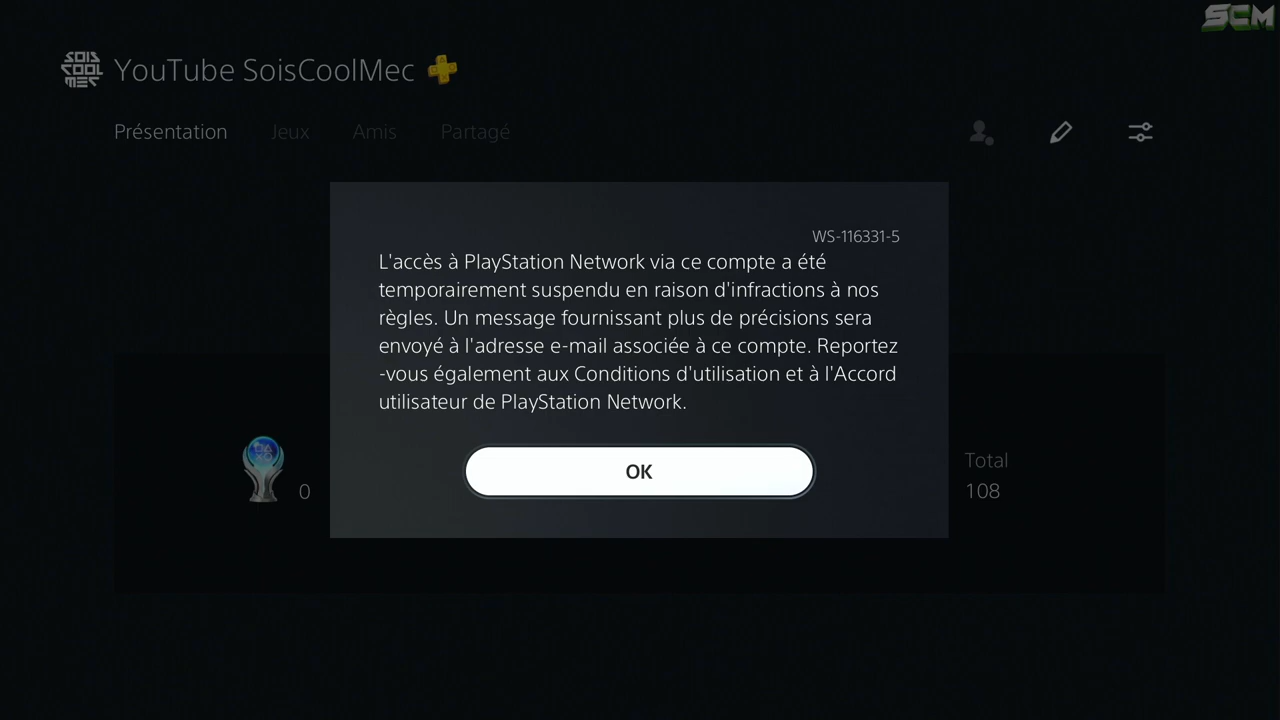 SCM
SOIS
COOL
MEC
YouTube SoisCoolMec
Présentation Jeux Amis Partagé
WS-116331-5
L'accès à PlayStation Network via ce compte a été
temporairement suspendu en raison d'infractions à nos
règles. Un message fournissant plus de précisions sera
envoyé à l'adresse e-mail associée à ce compte. Reportez
-vous également aux Conditions d'utilisation et à l'Accord
utilisateur de PlayStation Network.
OK
0
Total
108